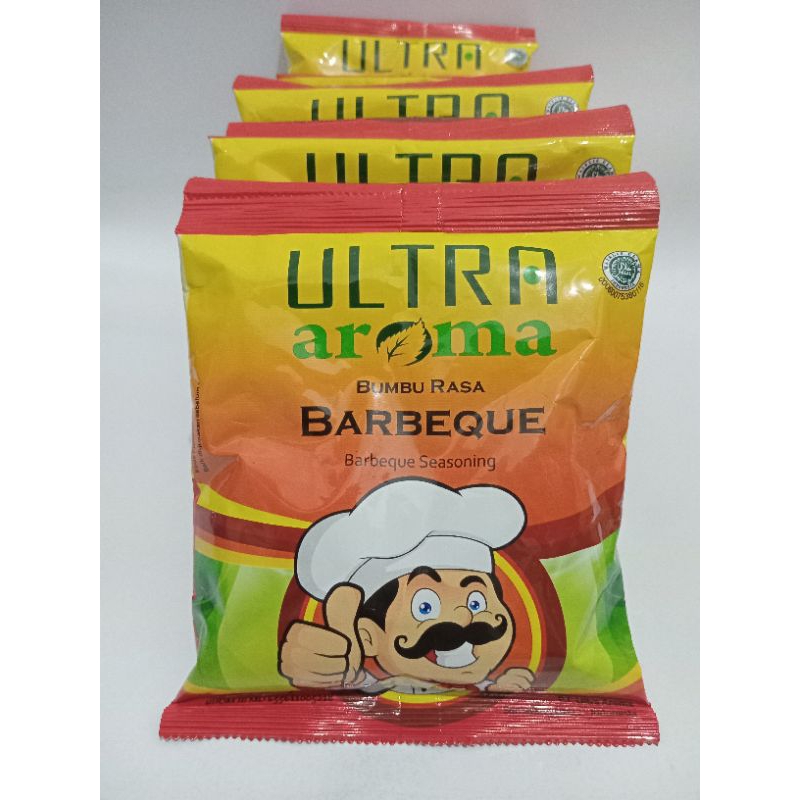 ULTRA
ULTRA
ULTRA
ULTRA
aroma
BUMBU RASA
BARBEQUE
Barbeque Seasoning